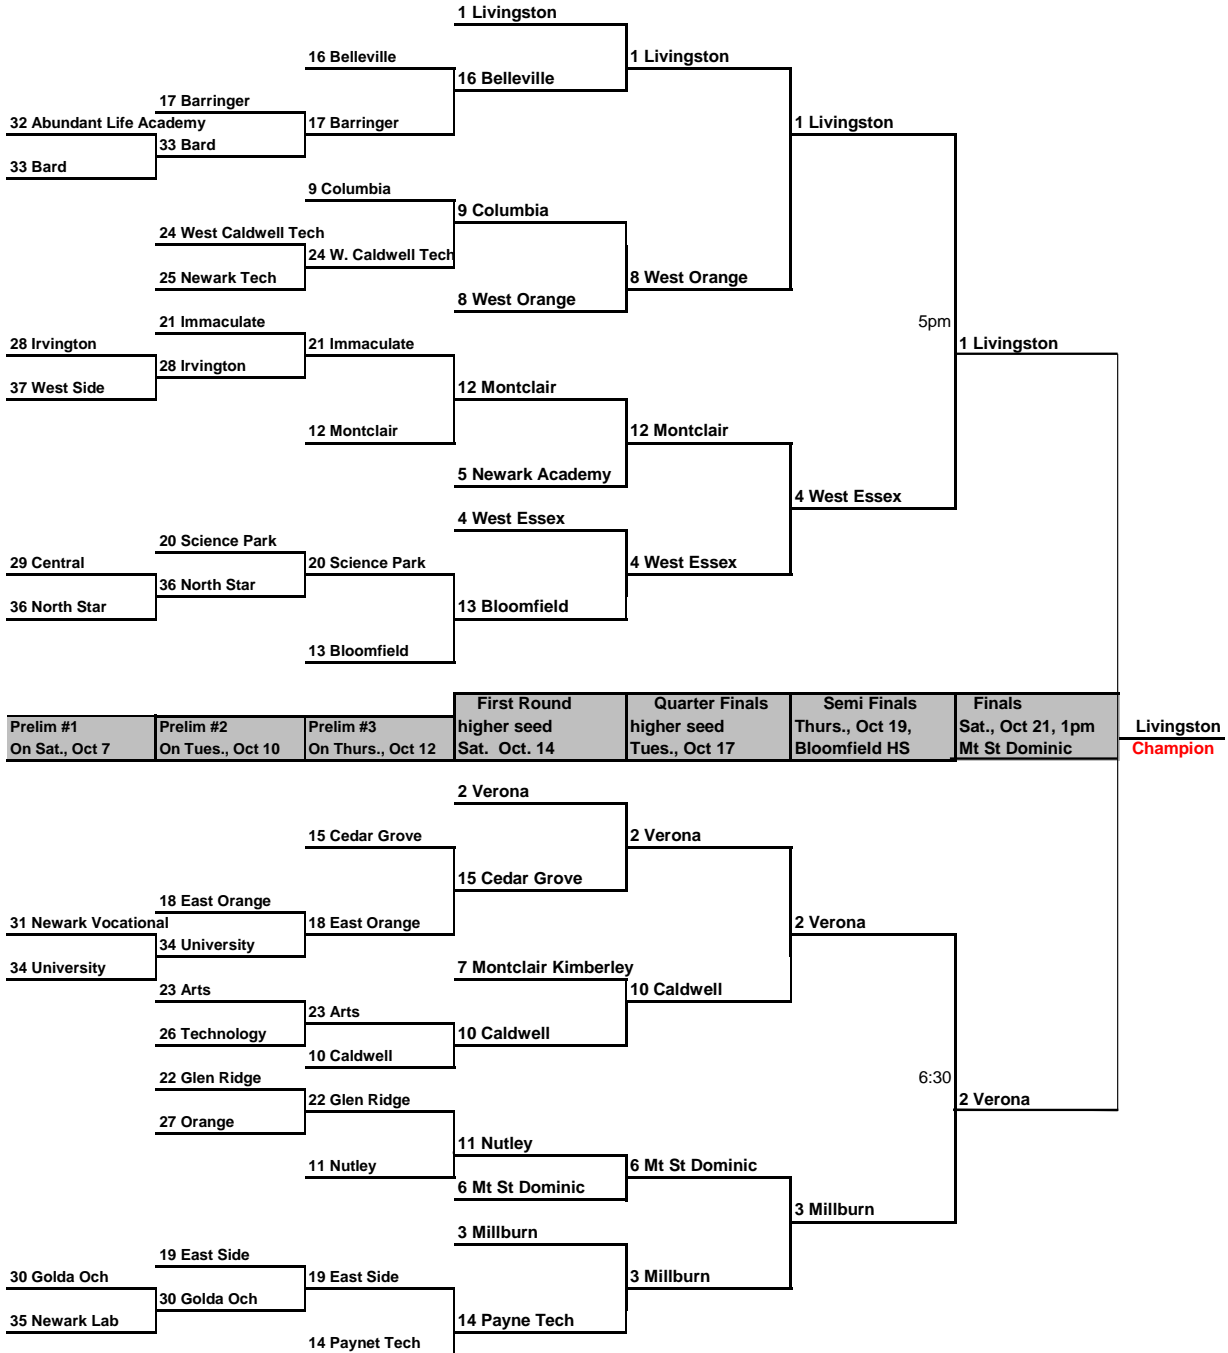 1 Livingston
16 Belleville
1 Livingston
16 Belleville
17 Barringer
32 Abundant Life Academy
17 Barringer
1 Livingston
33 Bard
33 Bard
9 Columbia
9 Columbia
24 West Caldwell Tech
24 W. Caldwell Tech
25 Newark Tech
8 West Orange
8 West Orange
21 Immaculate
5pm
28 Irvington
21 Immaculate
1 Livingston
28 Irvington
37 West Side
12 Montclair
12 Montclair
12 Montclair
5 Newark Academy
4 West Essex
4 West Essex
20 Science Park
29 Central
20 Science Park
4 West Essex
36 North Star
36 North Star
13 Bloomfield
13 Bloomfield
First Round
Quarter Finals
Semi Finals
Finals
Prelim #1
Prelim #2
Prelim #3
higher seed
higher seed
Thurs., Oct 19,
Sat., Oct 21, 1pm
Livingston
On Sat., Oct 7
On Tues., Oct 10
On Thurs., Oct 12
Sat.  Oct. 14
Tues., Oct 17
Bloomfield HS
Mt St Dominic
Champion
2 Verona
15 Cedar Grove
2 Verona
15 Cedar Grove
18 East Orange
31 Newark Vocational
18 East Orange
2 Verona
34 University
34 University
7 Montclair Kimberley
23 Arts
10 Caldwell
23 Arts
26 Technology
10 Caldwell
10 Caldwell
22 Glen Ridge
6:30
22 Glen Ridge
2 Verona
27 Orange
11 Nutley
11 Nutley
6 Mt St Dominic
6 Mt St Dominic
3 Millburn
3 Millburn
19 East Side
30 Golda Och
19 East Side
3 Millburn
30 Golda Och
35 Newark Lab
14 Payne Tech
14 Paynet Tech